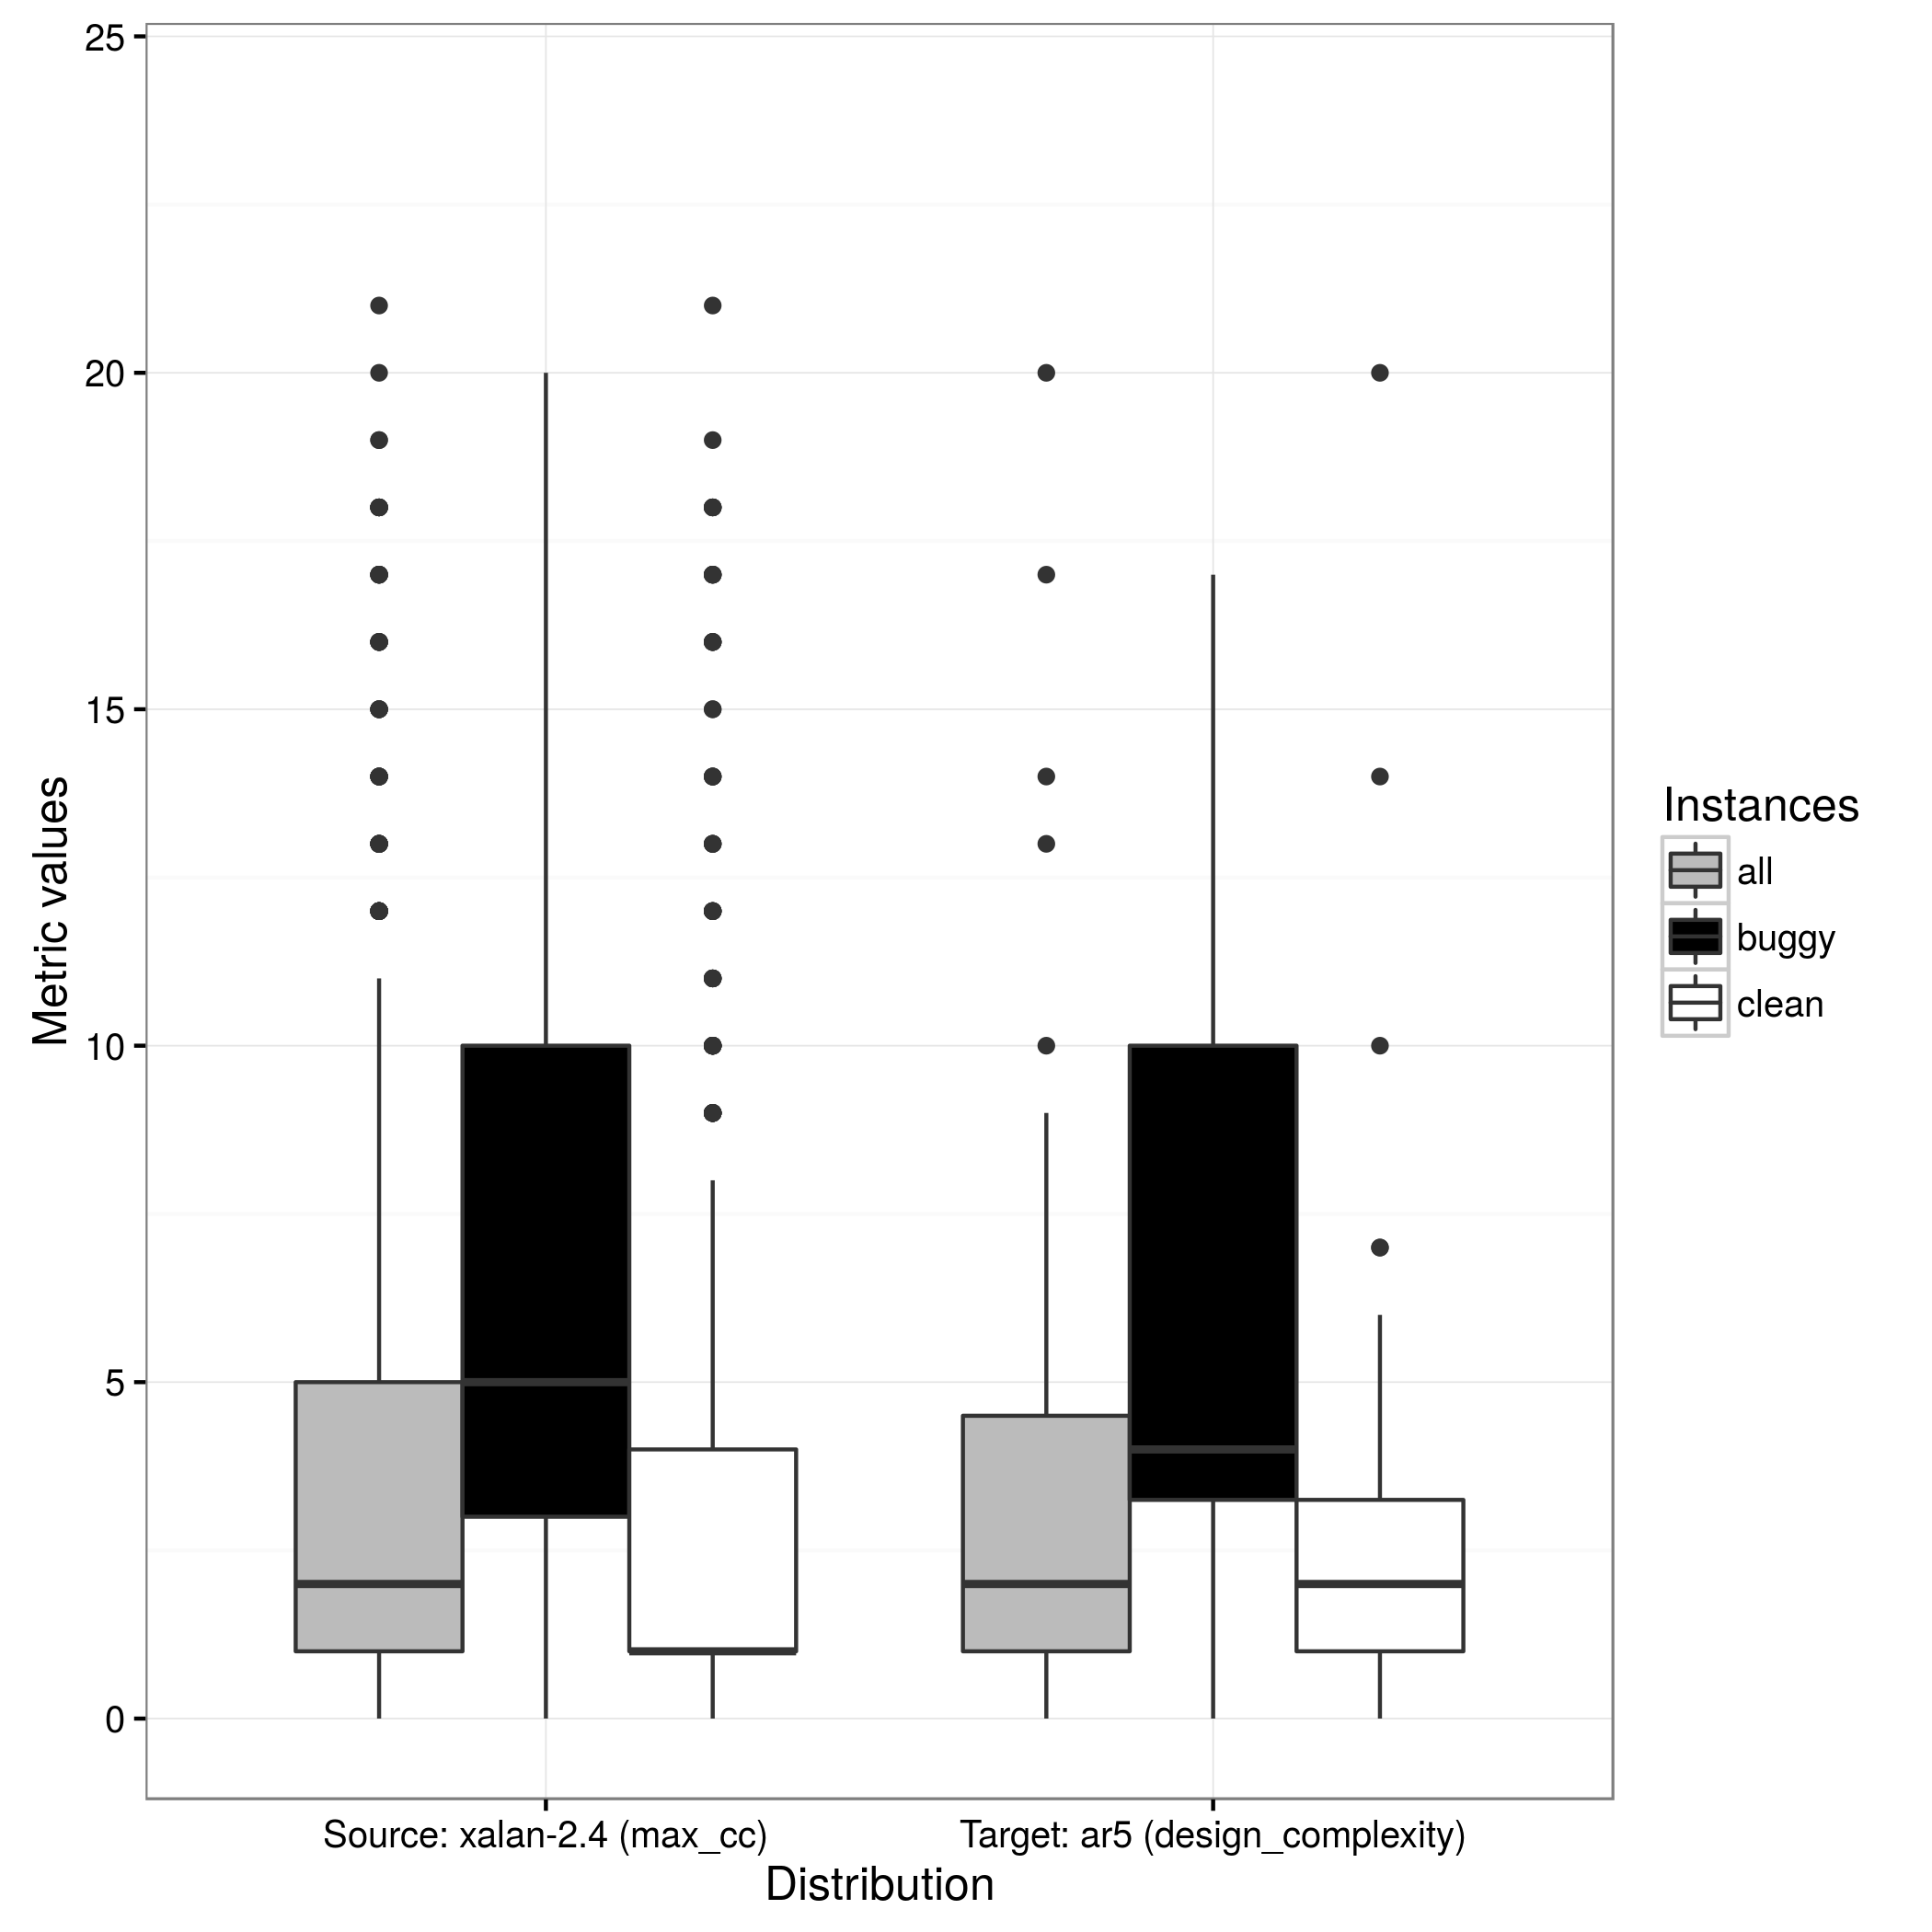 25
20
15
10
5
0
Metric values
Source: xalan-2.4 (max_cc)
Target: ar5 (design_complexity)
Distribution
Instances
all
buggy
clean